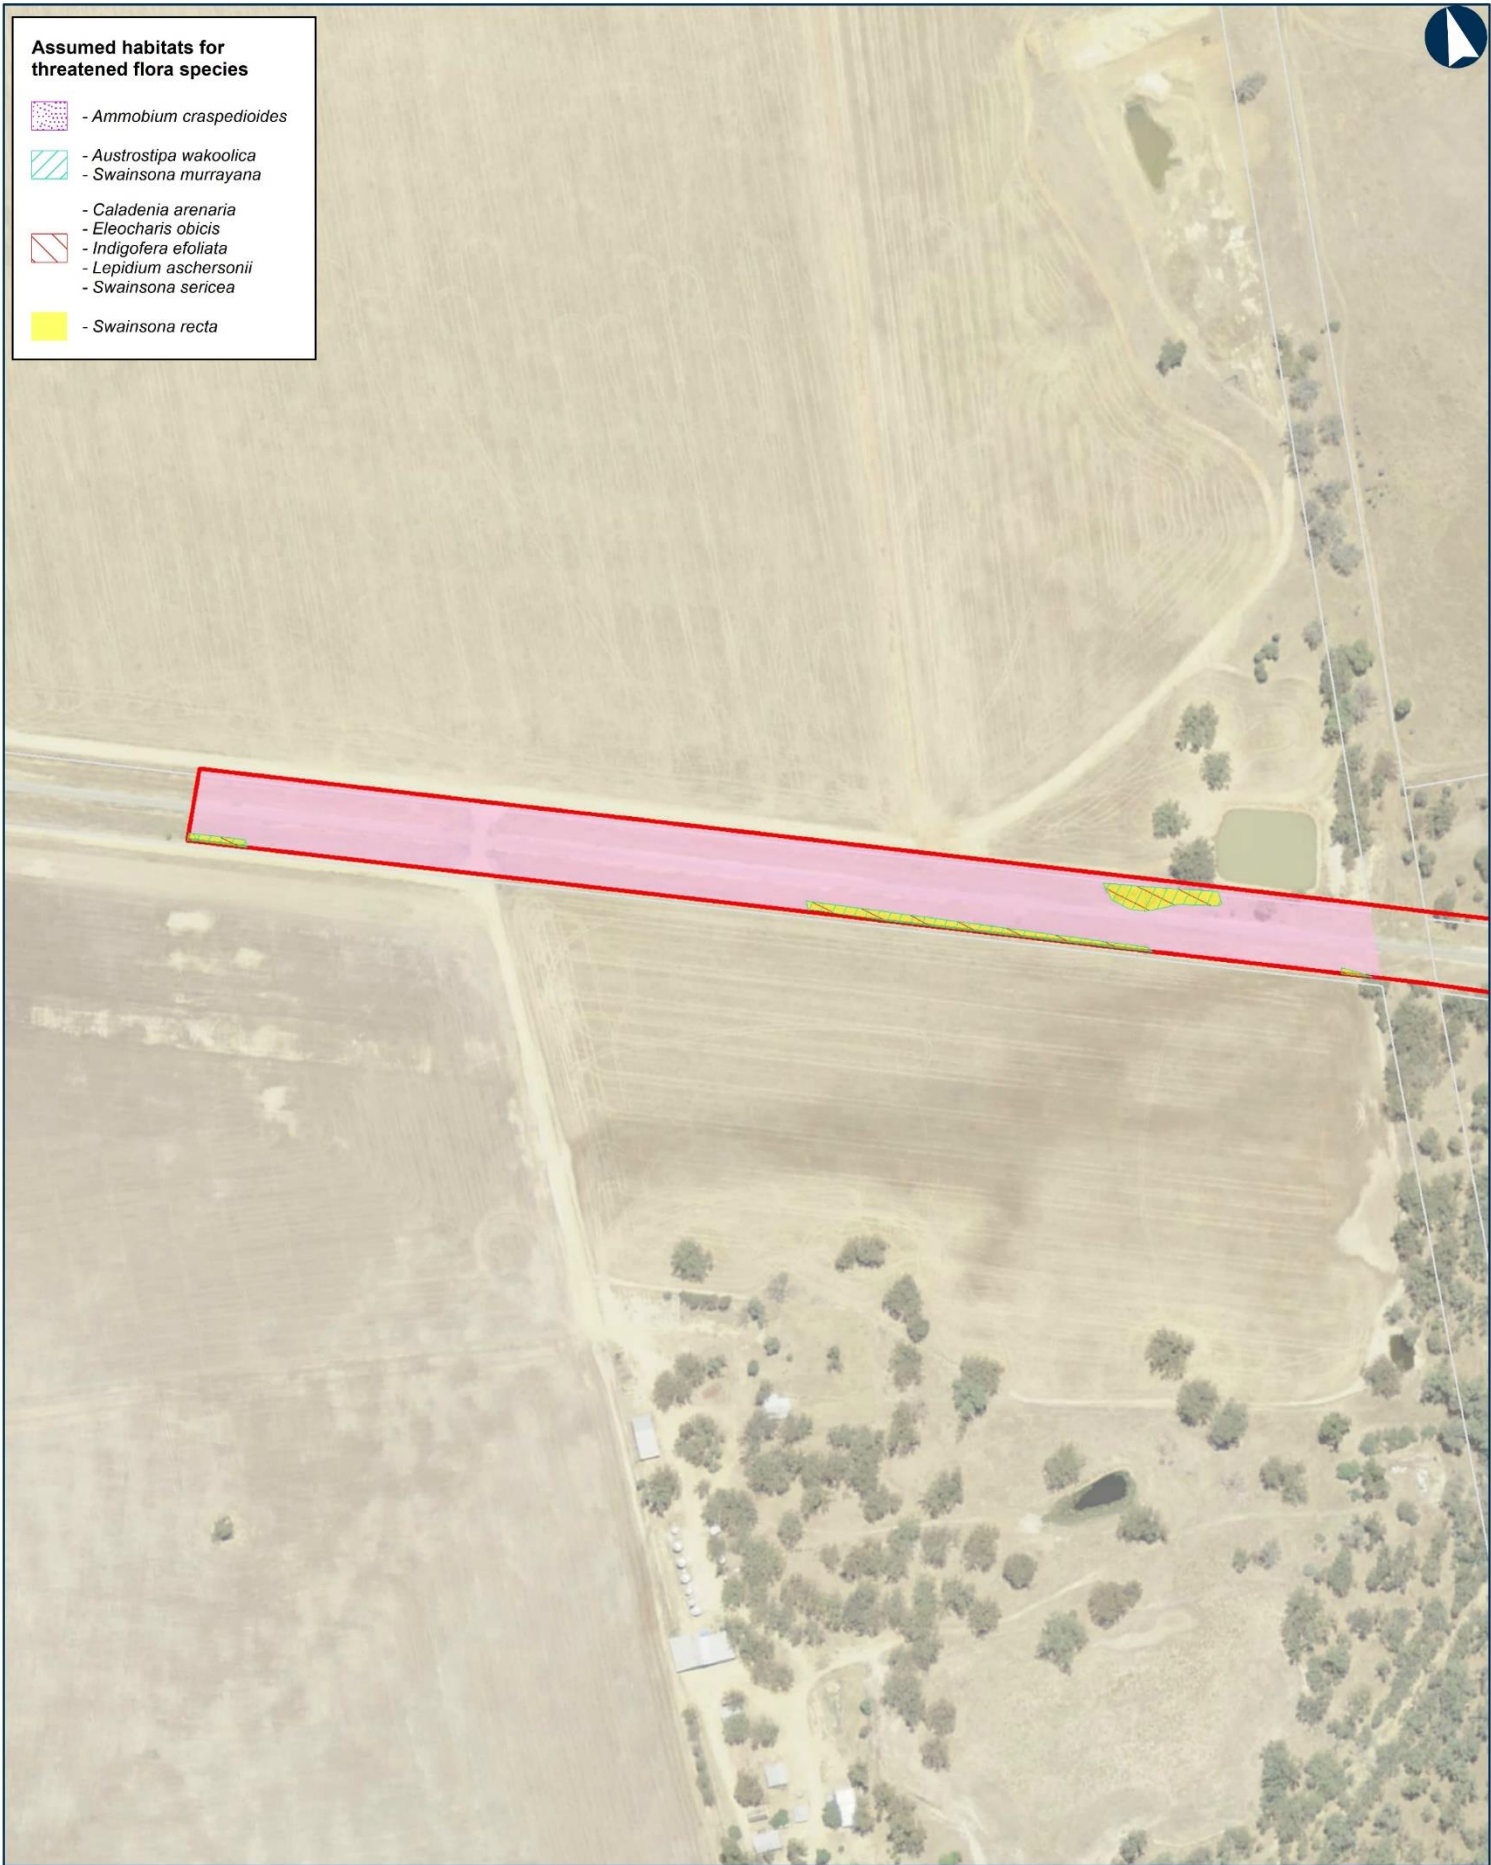 Assumed habitats for
threatened flora species
- Ammobium craspedioides
- Austrostipa wakoolica
- Swainsona murrayana
- Caladenia arenaria
- Eleocharis obicis
- Indigofera efoliata
- Lepidium aschersonii
- Swainsona sericea
- Swainsona recta